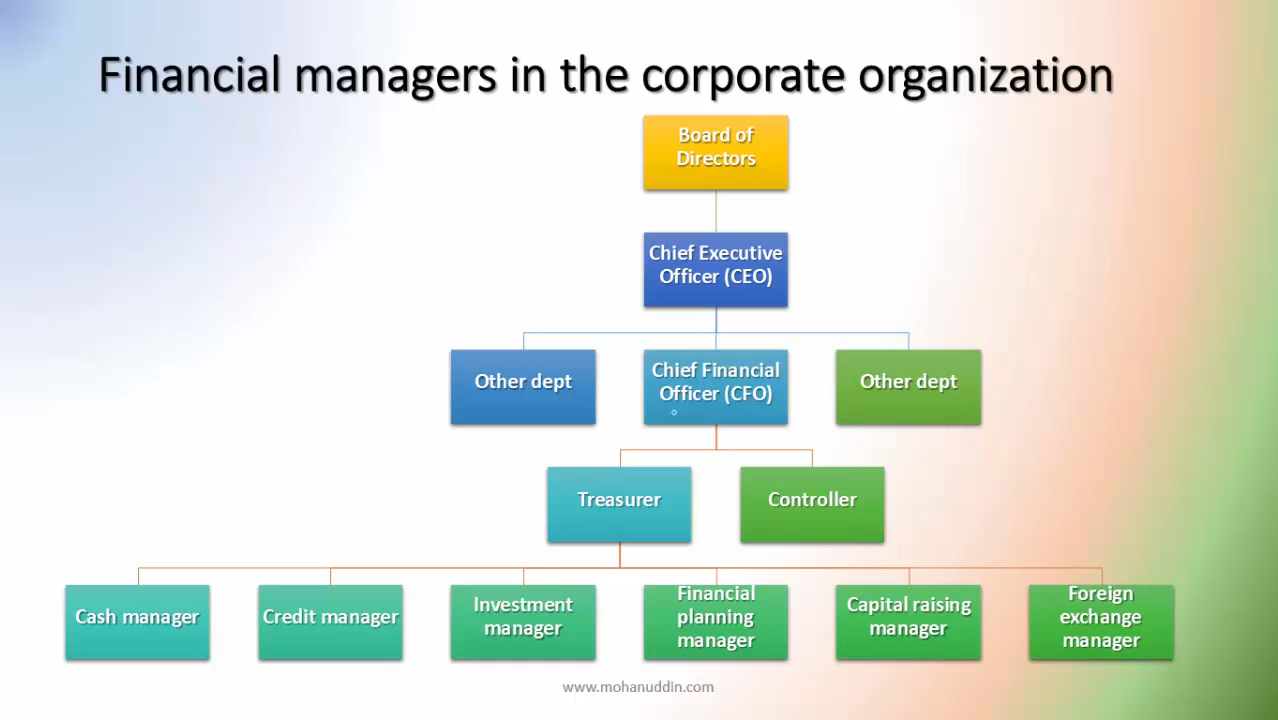 Financial managers in the corporate organization
Board of
Directors
Chief Executive
Officer (CEO)
Other dept
Chief Financial
Officer (CFO)
Other dept
Treasurer
Controller
Cash manager
Credit manager
Investment
manager
Financial
planning
manager
Capital raising
manager
Foreign
exchange
manager
www.mohanuddin.com